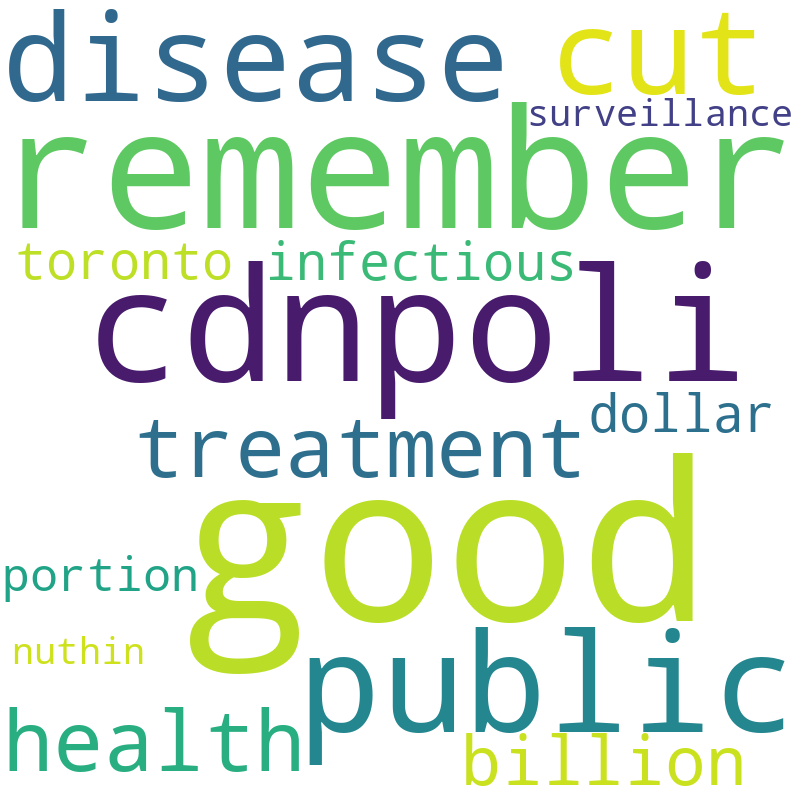 disease cut
surveillance
remember
toronto infectious
cdnpoli
dollar
treatment
good
portion
nuthin
public
health
billion